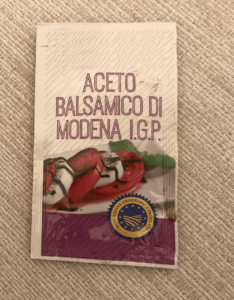 ACETO
BALSAMICO DI
MODENA I.G.P.